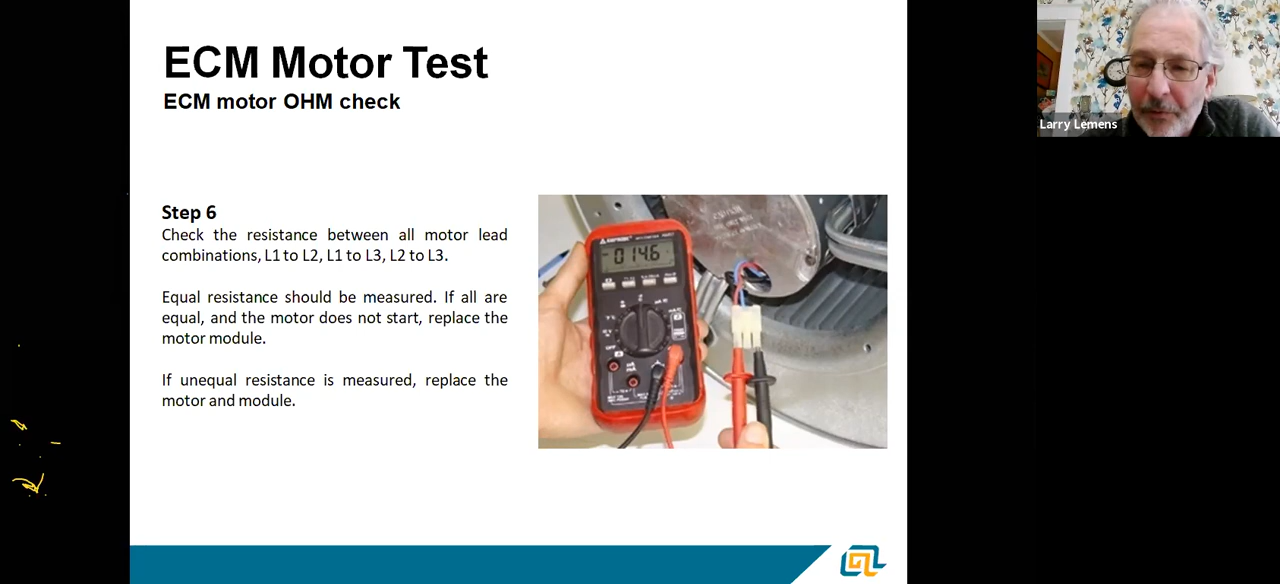 ECM Motor Test
ECM motor OHM check
Step 6
Check the resistance between all motor lead
combinations, L1 to L2, L1 to L3, L2 to L3.
Equal resistance should be measured. If all are
equal, and the motor does not start, replace the
motor module.
If unequal resistance is measured, replace the
motor and module.
014.6
OFF
Larry Lemens